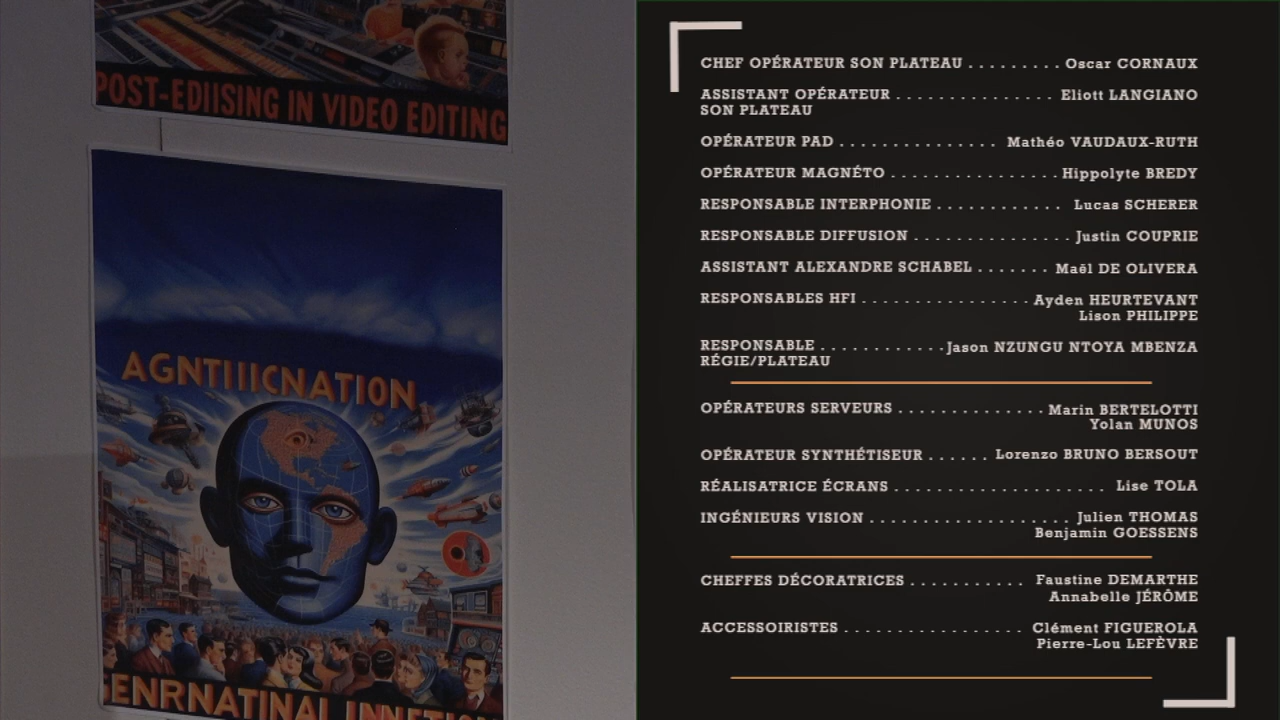 POST-EDIISING IN VIDEO EDITING
AGNTIIICNATION
CHEF OPÉRATEUR SON PLATEAU . . . . . . . . . Oscar CORNAUX
ASSISTANT OPÉRATEUR . . . . . . . . . . . . . . . Eliott LANGIANO
SON PLATEAU
OPÉRATEUR PAD . . . . . . . . . . . . . . . Mathéo VAUDAUX-RUTH
OPÉRATEUR MAGNÉTO . . . . . . . . . . . . . . . . Hippolyte BREDY
RESPONSABLE INTERPHONIE . . . . . . . . . . . . Lucas SCHERER
RESPONSABLE DIFFUSION . . . . . . . . . . . . . . . Justin COUPRIE
ASSISTANT ALEXANDRE SCHABEL . . . . . . . Maël DE OLIVERA
RESPONSABLES HFI . . . . . . . . . . . . . . . . Ayden HEURTEVANT
Lison PHILIPPE
RESPONSABLE . . . . . . . . . . . . Jason NZUNGU NTOYA MBENZA
RÉGIE/PLATEAU
OPÉRATEURS SERVEURS . . . . . . . . . . . . . . Marin BERTELOTTI
Yolan MUNOS
OPÉRATEUR SYNTHÉTISEUR . . . . . . Lorenzo BRUNO BERSOUT
RÉALISATRICE ÉCRANS . . . . . . . . . . . . . . . . . . . . Lise TOLA
INGÉNIEURS VISION . . . . . . . . . . . . . . . . . . . Julien THOMAS
Benjamin GOESSENS
CHEFFES DÉCORATRICES . . . . . . . . . . . Faustine DEMARTHE
Annabelle JÉRÔME
ACCESSOIRISTES . . . . . . . . . . . . . . . . . Clément FIGUEROLA
Pierre-Lou LEFÈVRE